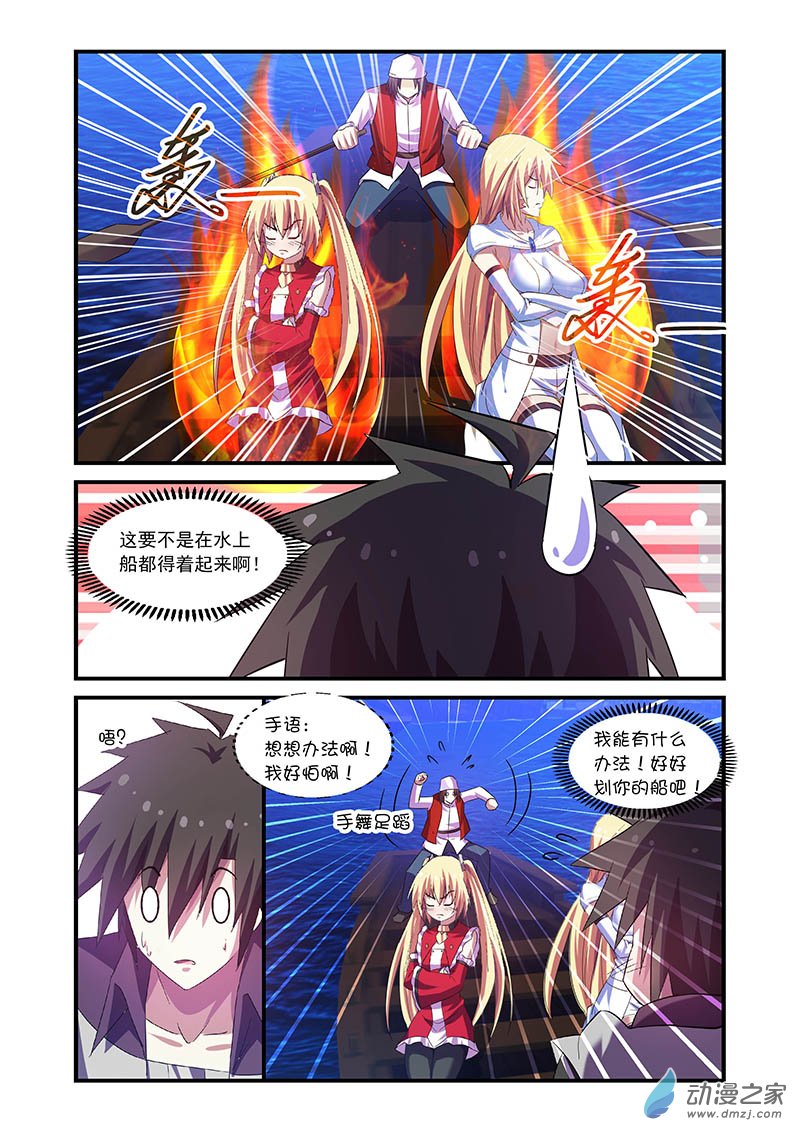 轰——
轰——
这要不是在水上
船都得着起来啊！
唔？
手语：
想想办法啊！
我好怕啊！
手舞足蹈
我能有什么
办法！好好
划你的船吧！
动漫之家
www.dmzj.com